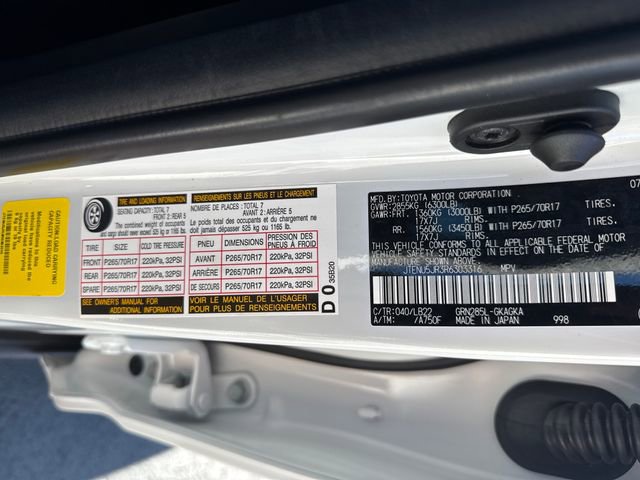 CAUTION:LOAD CARRYING
TIRE AND LOADING INFORMATION
SEATING CAPACITY: TOTAL 7
FRONT 2: REAR 5
The combined weight of occupants
and cargo should never exceed 525 kg or 1165 lb.
TIRE SIZE COLD TIRE PRESSURE
FRONT P265/70R17 220kPa, 32PSI
REAR P265/70R17 220kPa, 32PSI
SPARE P265/70R17 220kPa, 32PSI
SEE OWNER'S MANUAL FOR
ADDITIONAL INFORMATION
RENSEIGNEMENTS SUR LES PNEUS ET LE CHARGEMENT
NOMBRE DE PLACES: TOTAL 7
AVANT 2: ARRIÈRE 5
Le poids total des occupants et du chargement ne
doit jamais dépasser 525 kg ou 1165 lb.
PNEU DIMENSIONS PRESSION DES PNEUS À FROID
AVANT P265/70R17 220kPa, 32PSI
ARRIÈRE P265/70R17 220kPa, 32PSI
DE SECOURS P265/70R17 220kPa, 32PSI
VOIR LE MANUEL DE L'USAGER
POUR PLUS DE RENSEIGNEMENTS
D 0 35B20
MFD.BY:TOYOTA MOTOR CORPORATION
07
GVWR:2855KG (6300LB)
GAWR:FRT. 1360KG (3000LB) WITH P265/70R17 TIRES,
17X7J RIMS,
RR. 1560KG (3450LB) WITH P265/70R17 TIRES,
17X7J RIMS,
THIS VEHICLE CONFORMS TO ALL APPLICABLE FEDERAL MOTOR
VEHICLE SAFETY STANDARDS IN EFFECT ON THE DATE
OF MANUFACTURE SHOWN ABOVE.
JTENU5JR3R6303316 MPV
C/TR:040/LB22 GRN285L-GKAGKA
A/TM: /A750F MADE IN JAPAN 998